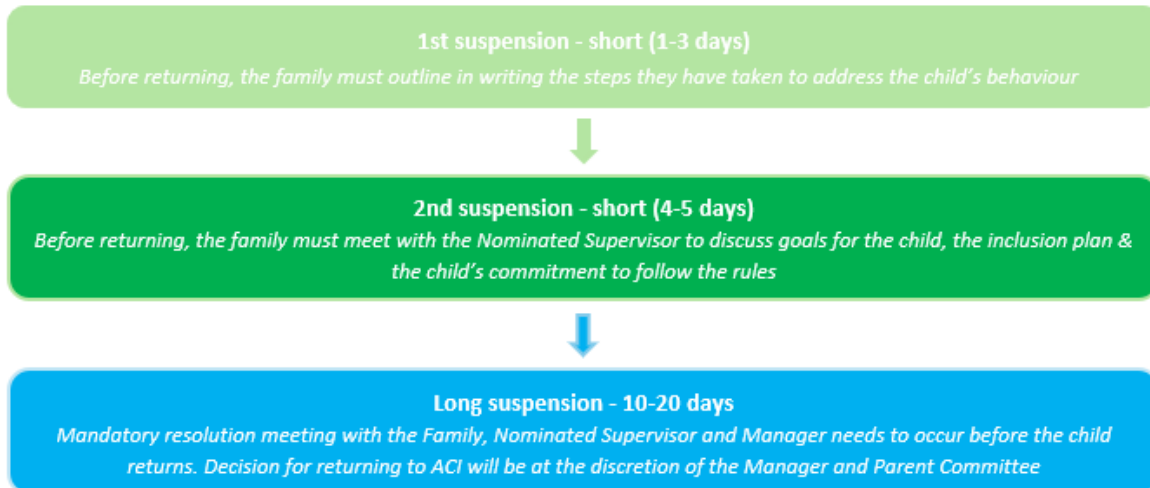 1st suspension - short (1-3 days)
Before returning, the family must outline in writing the steps they have taken to address the child's behaviour
2nd suspension - short (4-5 days)
Before returning, the family must meet with the Nominated Supervisor to discuss goals for the child, the inclusion plan &
the child's commitment to follow the rules
Long suspension - 10-20 days
Mandatory resolution meeting with the Family, Nominated Supervisor and Manager needs to occur before the child
returns. Decision for returning to ACI will be at the discretion of the Manager and Parent Committee